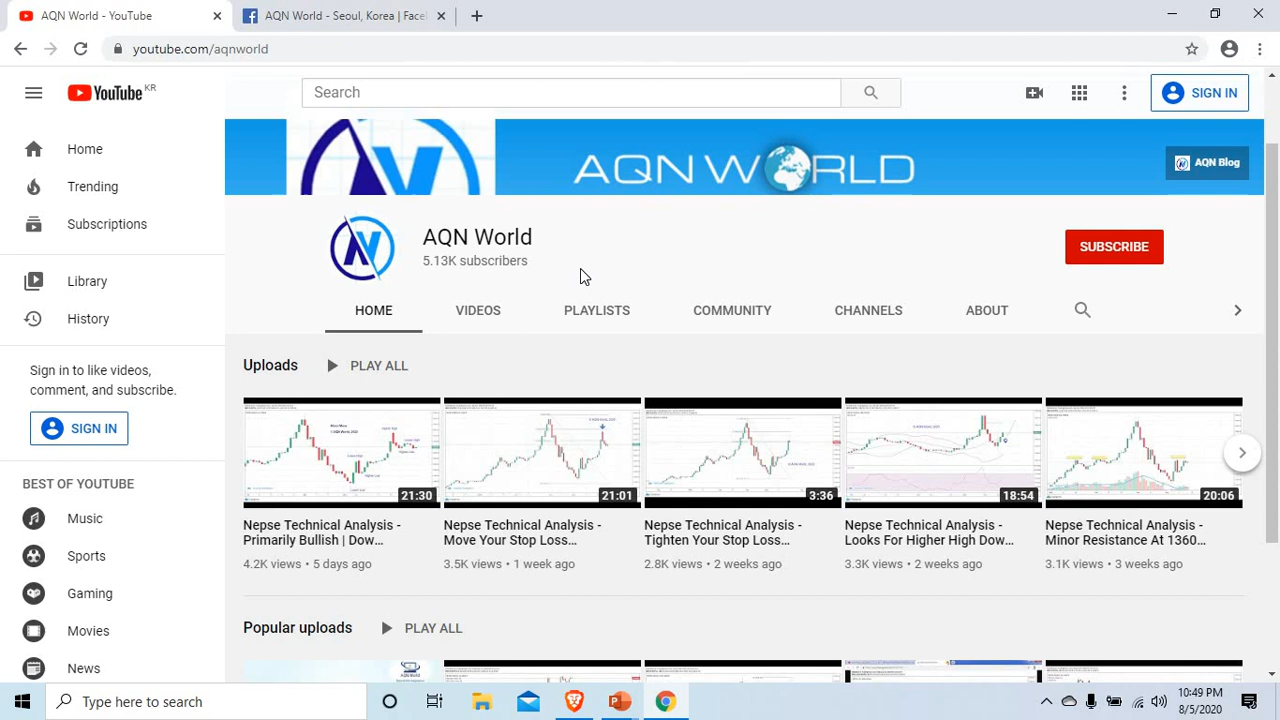 AQN World - YouTube
AQN World - Seoul, Korea | Face
youtube.com/aqnworld
YouTube KR
Search
SIGN IN
Home
Trending
Subscriptions
Library
History
Sign in to like videos,
comment, and subscribe.
SIGN IN
BEST OF YOUTUBE
Music
Sports
Gaming
Movies
News
AQN WORLD
AQN Blog
AQN World
5.13K subscribers
SUBSCRIBE
HOME VIDEOS PLAYLISTS COMMUNITY CHANNELS ABOUT
Uploads PLAY ALL
21:30
Nepse Technical Analysis -
Primarily Bullish | Dow...
4.2K views • 5 days ago
21:01
Nepse Technical Analysis -
Move Your Stop Loss...
3.5K views • 1 week ago
3:36
Nepse Technical Analysis -
Tighten Your Stop Loss...
2.8K views • 2 weeks ago
18:54
Nepse Technical Analysis -
Looks For Higher High Dow...
3.3K views • 2 weeks ago
20:06
Nepse Technical Analysis -
Minor Resistance At 1360...
3.1K views • 3 weeks ago
Popular uploads PLAY ALL
Type here to search
10:49 PM
8/5/2020